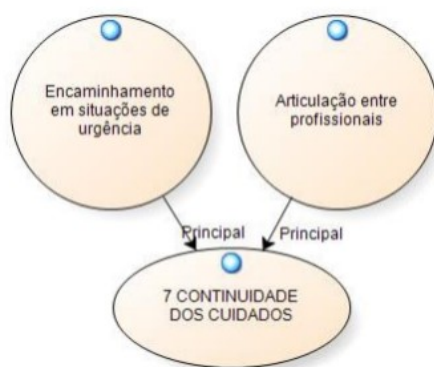 Encaminhamento
em situações de
urgência
Articulação entre
profissionais
Principal
Principal
7 CONTINUIDADE
DOS CUIDADOS